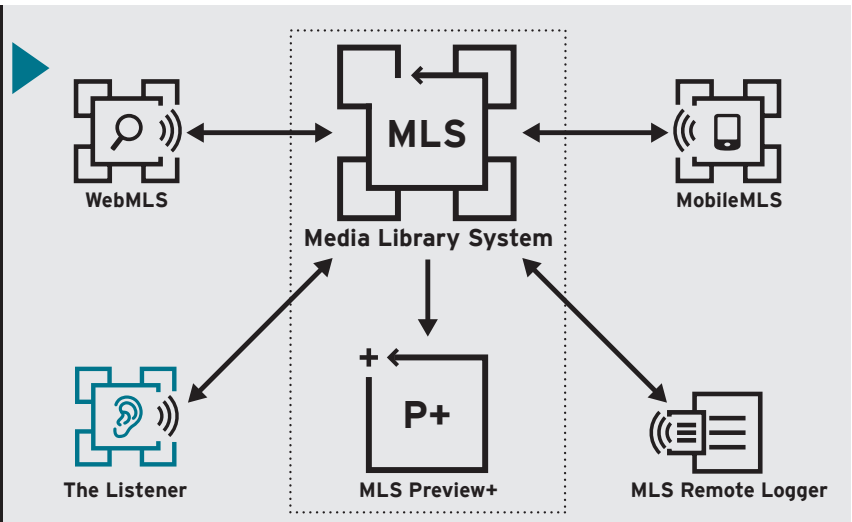 MLS
WebMLS
MobileMLS
Media Library System
P+
The Listener
MLS Preview+
MLS Remote Logger